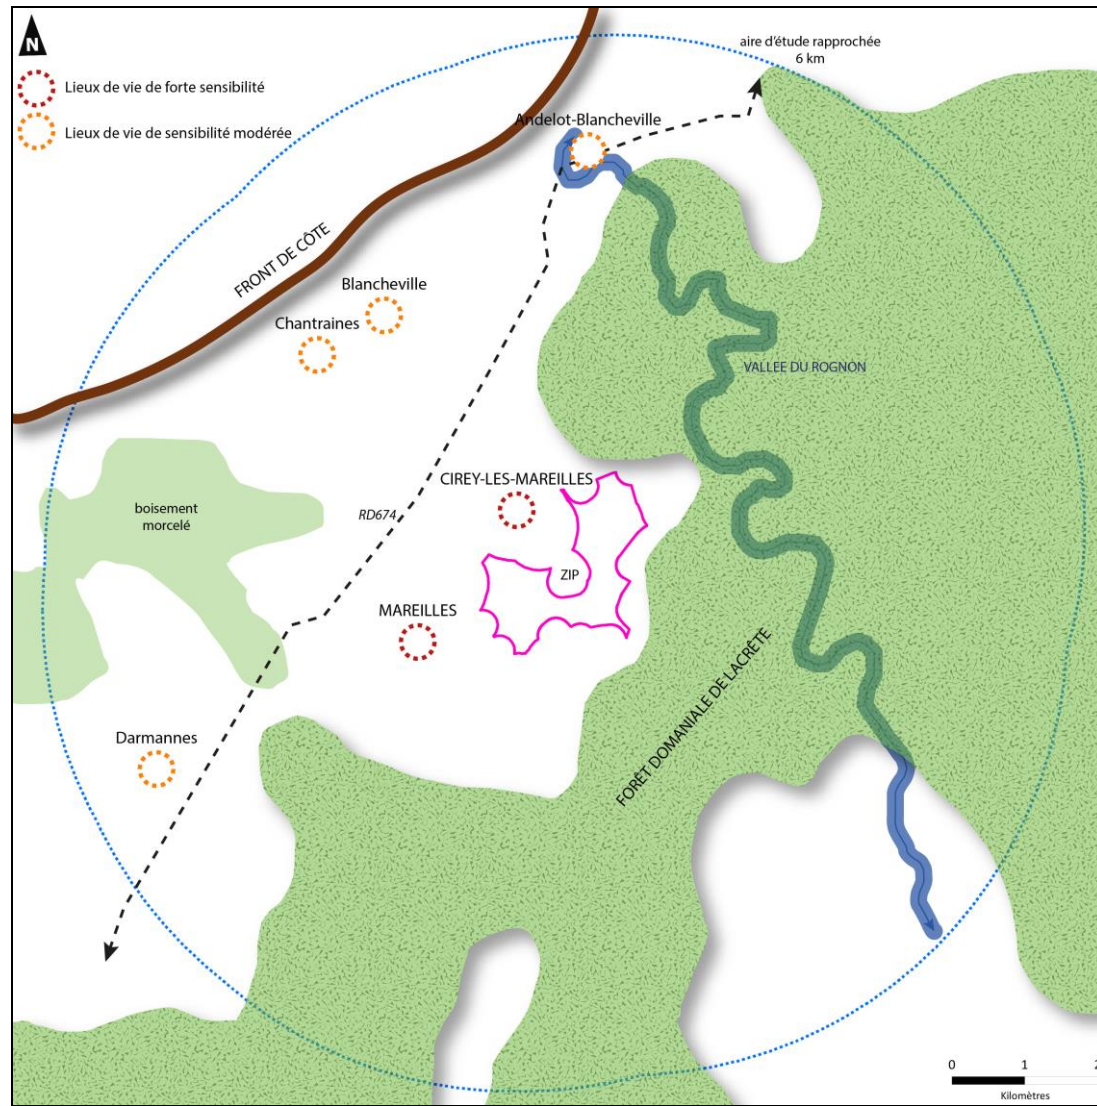 N
Lieux de vie de forte sensibilité
Lieux de vie de sensibilité modérée
aire d'étude rapprochée
6 km
Andelot-Blancheville
FRONT DE CÔTE
Blancheville
Chantraines
VALLEE DU ROGNON
boisement
morcelé
RD674
CIREY-LES-MAREILLES
ZIP
MAREILLES
FORÊT DOMANIALE DE LACRÊTE
Darmannes
0 1 2
Kilomètres